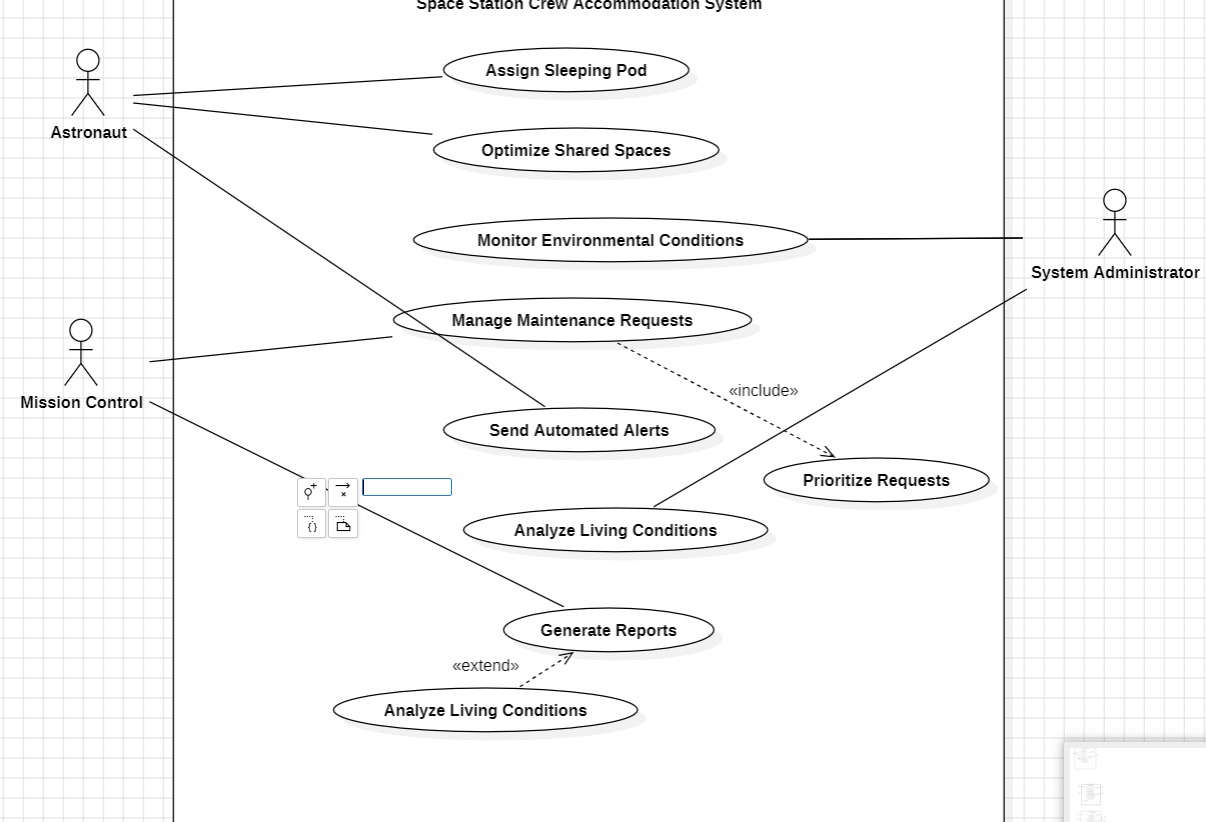 Space Station Crew Accommodation System
Assign Sleeping Pod
Astronaut
Optimize Shared Spaces
Monitor Environmental Conditions
System Administrator
Manage Maintenance Requests
«include»
Mission Control
Send Automated Alerts
Prioritize Requests
Analyze Living Conditions
Generate Reports
«extend»
Analyze Living Conditions